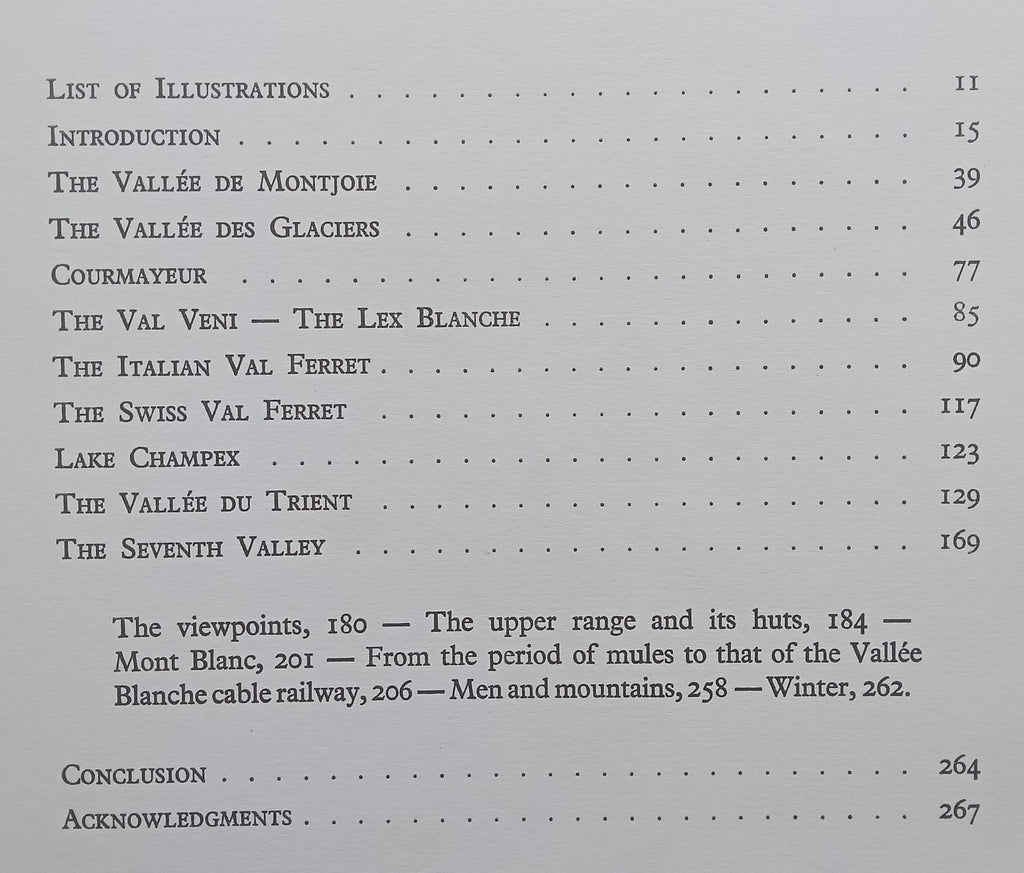 List of Illustrations . . . . . . . . . . . . . . . . . . . . . 11
Introduction . . . . . . . . . . . . . . . . . . . . . . . . . 15
The Vallée de Montjoie . . . . . . . . . . . . . . . . . . . 39
The Vallée des Glaciers . . . . . . . . . . . . . . . . . . . 46
Courmayeur . . . . . . . . . . . . . . . . . . . . . . . . . 77
The Val Veni — The Lex Blanche . . . . . . . . . . . . . . 85
The Italian Val Ferret . . . . . . . . . . . . . . . . . . . . 90
The Swiss Val Ferret . . . . . . . . . . . . . . . . . . . . 117
Lake Champex . . . . . . . . . . . . . . . . . . . . . . . . 123
The Vallée du Trient . . . . . . . . . . . . . . . . . . . . 129
The Seventh Valley . . . . . . . . . . . . . . . . . . . . . 169
The viewpoints, 180 — The upper range and its huts, 184 —
Mont Blanc, 201 — From the period of mules to that of the Vallée
Blanche cable railway, 206 — Men and mountains, 258 — Winter, 262.
Conclusion . . . . . . . . . . . . . . . . . . . . . . . . . . 264
Acknowledgments . . . . . . . . . . . . . . . . . . . . . . . 267